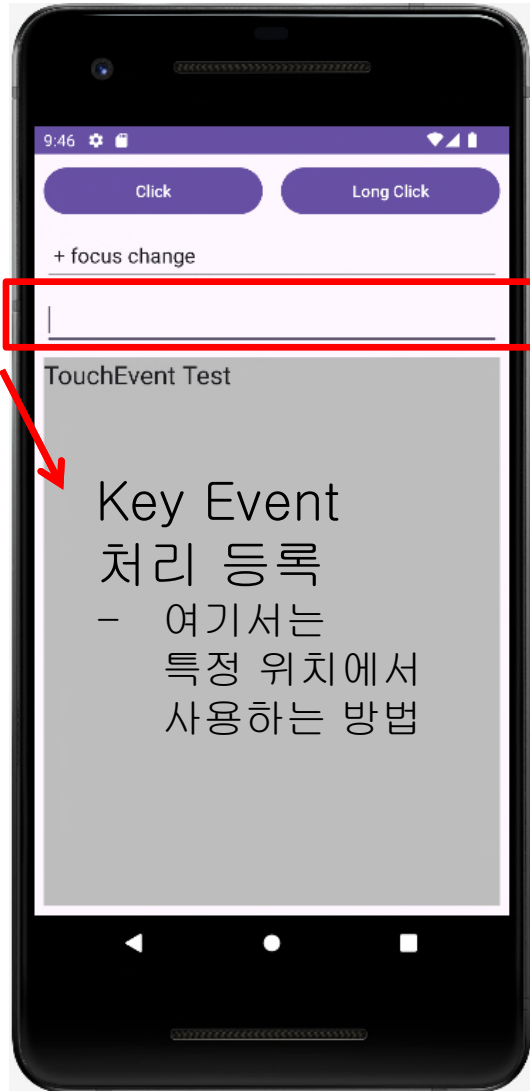 9:46
Click
Long Click
+ focus change
TouchEvent Test
Key Event
처리 등록
- 여기서는
특정 위치에서
사용하는 방법